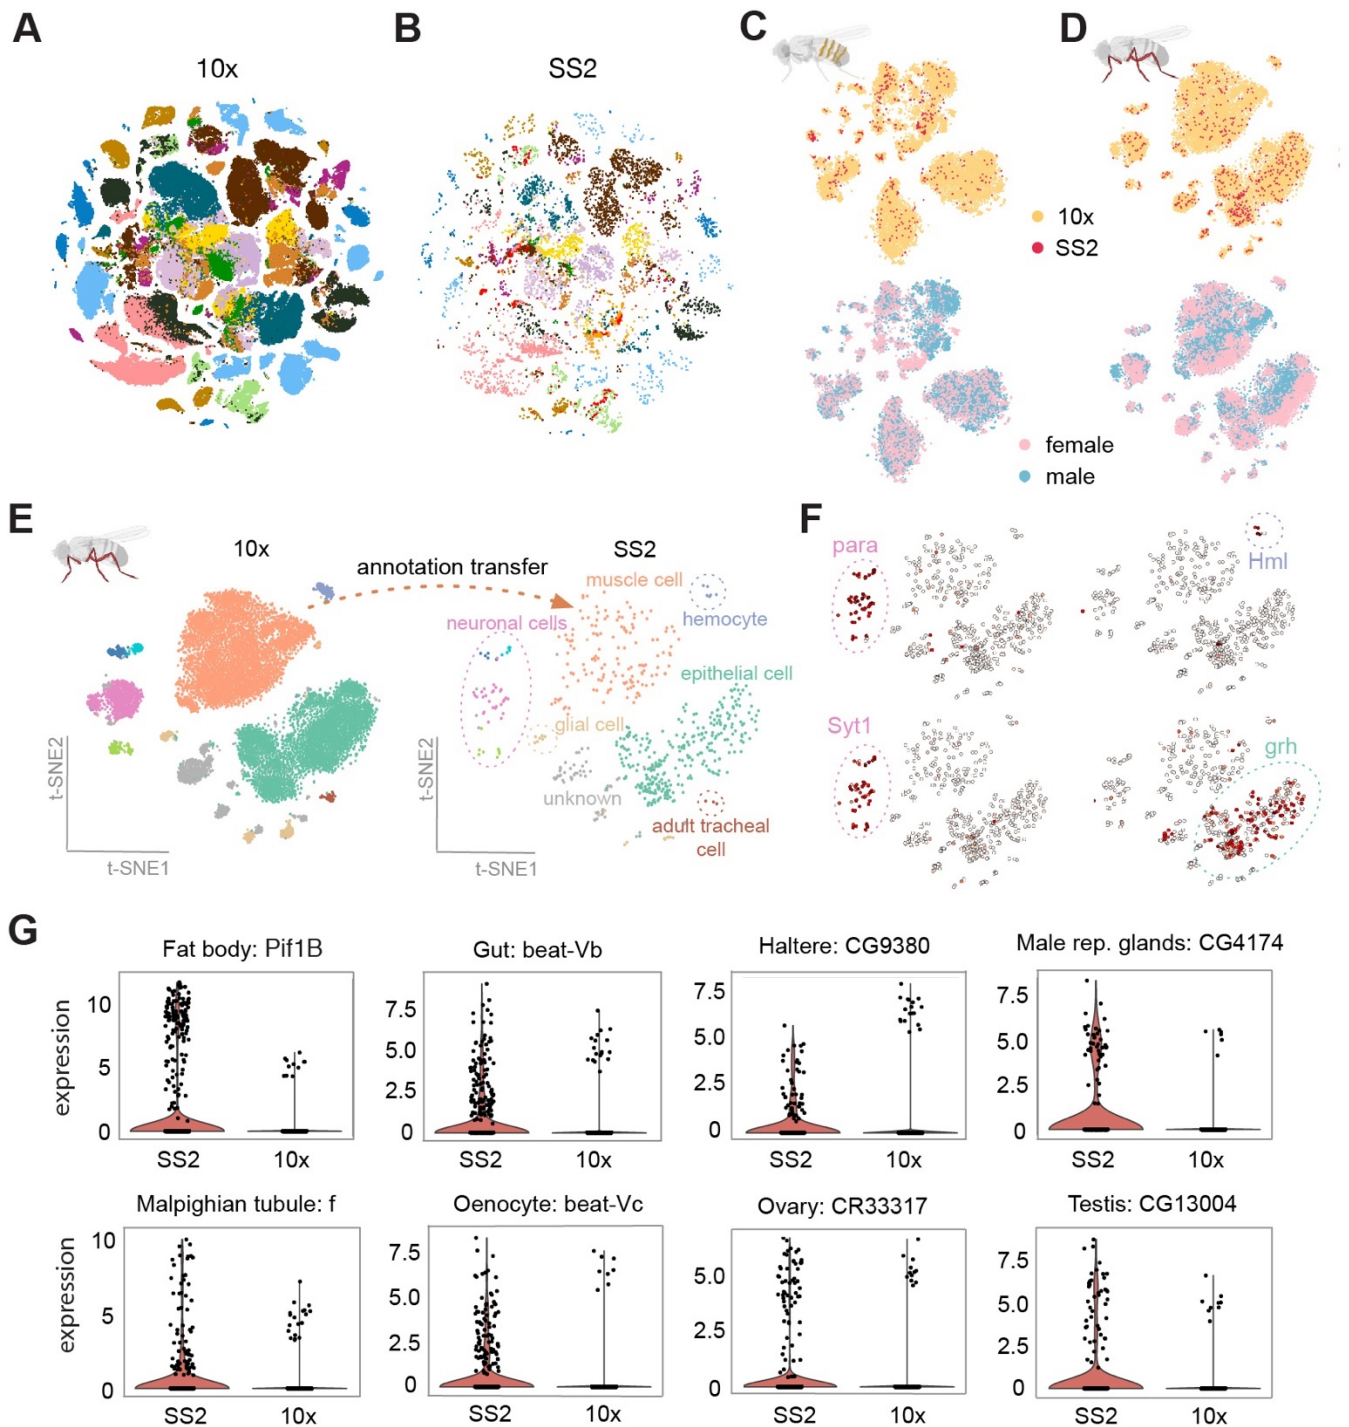 A
10x
B
SS2
C
D
10x
SS2
female
male
E
10x
annotation transfer
SS2
muscle cell
hemocyte
neuronal cells
epithelial cell
glial cell
unknown
adult tracheal
cell
t-SNE2
t-SNE1
t-SNE2
t-SNE1
F
para
Hml
Syt1
grh
G
Fat body: Pif1B
expression
10
5
0
SS2
10x
Gut: beat-Vb
7.5
5.0
2.5
0
SS2
10x
Haltere: CG9380
7.5
5.0
2.5
0
SS2
10x
Male rep. glands: CG4174
7.5
5.0
2.5
0
SS2
10x
Malpighian tubule: f
expression
10
5
0
SS2
10x
Oenocyte: beat-Vc
7.5
5.0
2.5
0
SS2
10x
Ovary: CR33317
5.0
2.5
0
SS2
10x
Testis: CG13004
7.5
5.0
2.5
0
SS2
10x